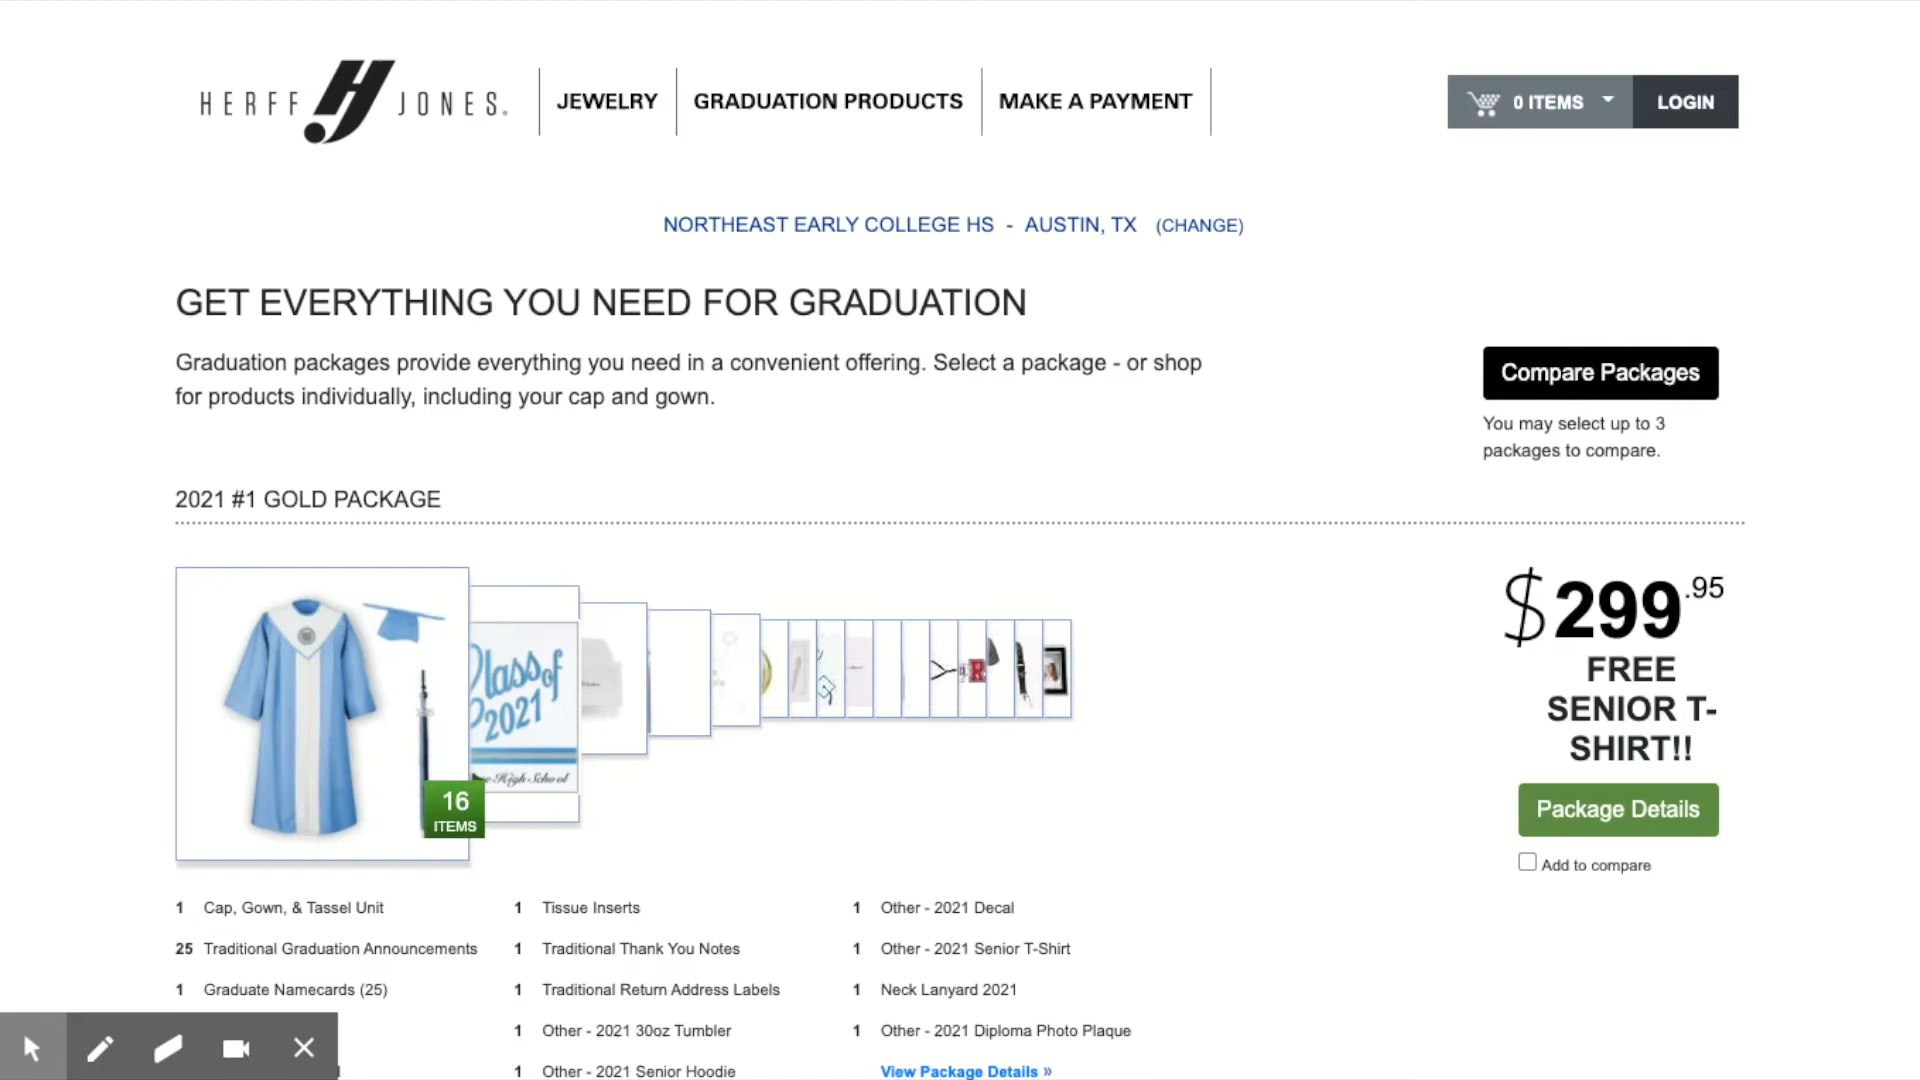 HERFF JONES.
JEWELRY
GRADUATION PRODUCTS
MAKE A PAYMENT
0 ITEMS
LOGIN
NORTHEAST EARLY COLLEGE HS - AUSTIN, TX (CHANGE)
GET EVERYTHING YOU NEED FOR GRADUATION
Graduation packages provide everything you need in a convenient offering. Select a package - or shop
for products individually, including your cap and gown.
Compare Packages
You may select up to 3
packages to compare.
2021 #1 GOLD PACKAGE
Class of
2021
High School
16
ITEMS
$299.95
FREE
SENIOR T-
SHIRT!!
Package Details
Add to compare
1 Cap, Gown, & Tassel Unit
25 Traditional Graduation Announcements
1 Graduate Namecards (25)
1 Tissue Inserts
1 Traditional Thank You Notes
1 Traditional Return Address Labels
1 Other - 2021 30oz Tumbler
1 Other - 2021 Senior Hoodie
1 Other - 2021 Decal
1 Other - 2021 Senior T-Shirt
1 Neck Lanyard 2021
1 Other - 2021 Diploma Photo Plaque
View Package Details »